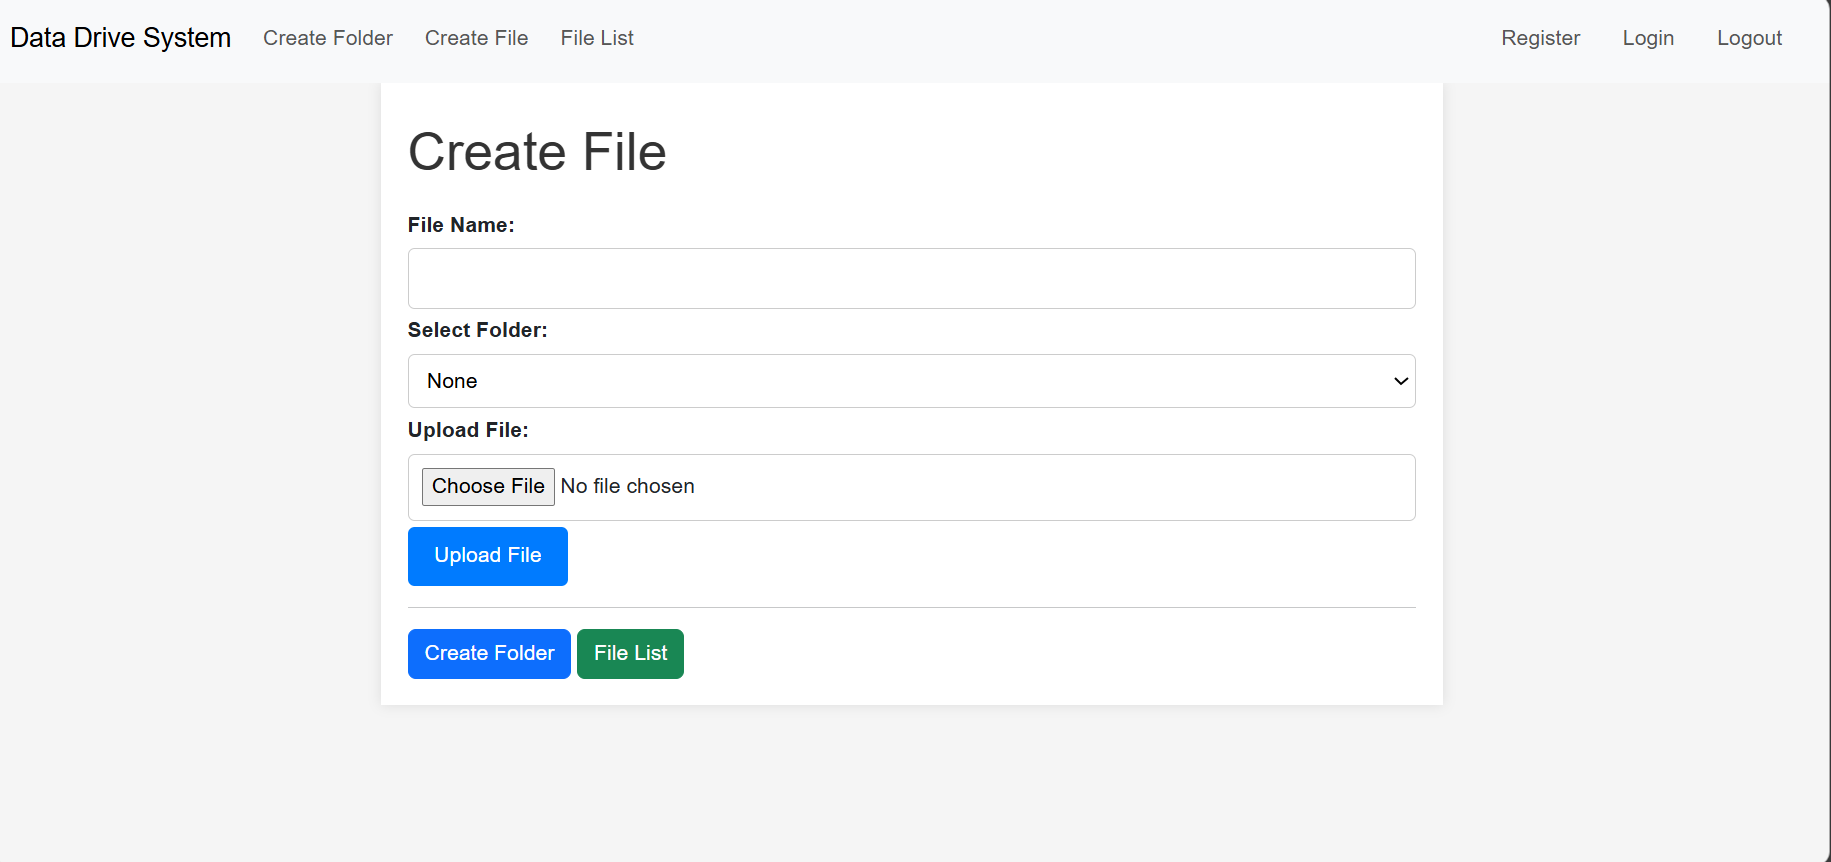 Data Drive System Create Folder Create File File List Register Login Logout
Create File
File Name:
Select Folder:
None
Upload File:
Choose File No file chosen
Upload File
Create Folder File List